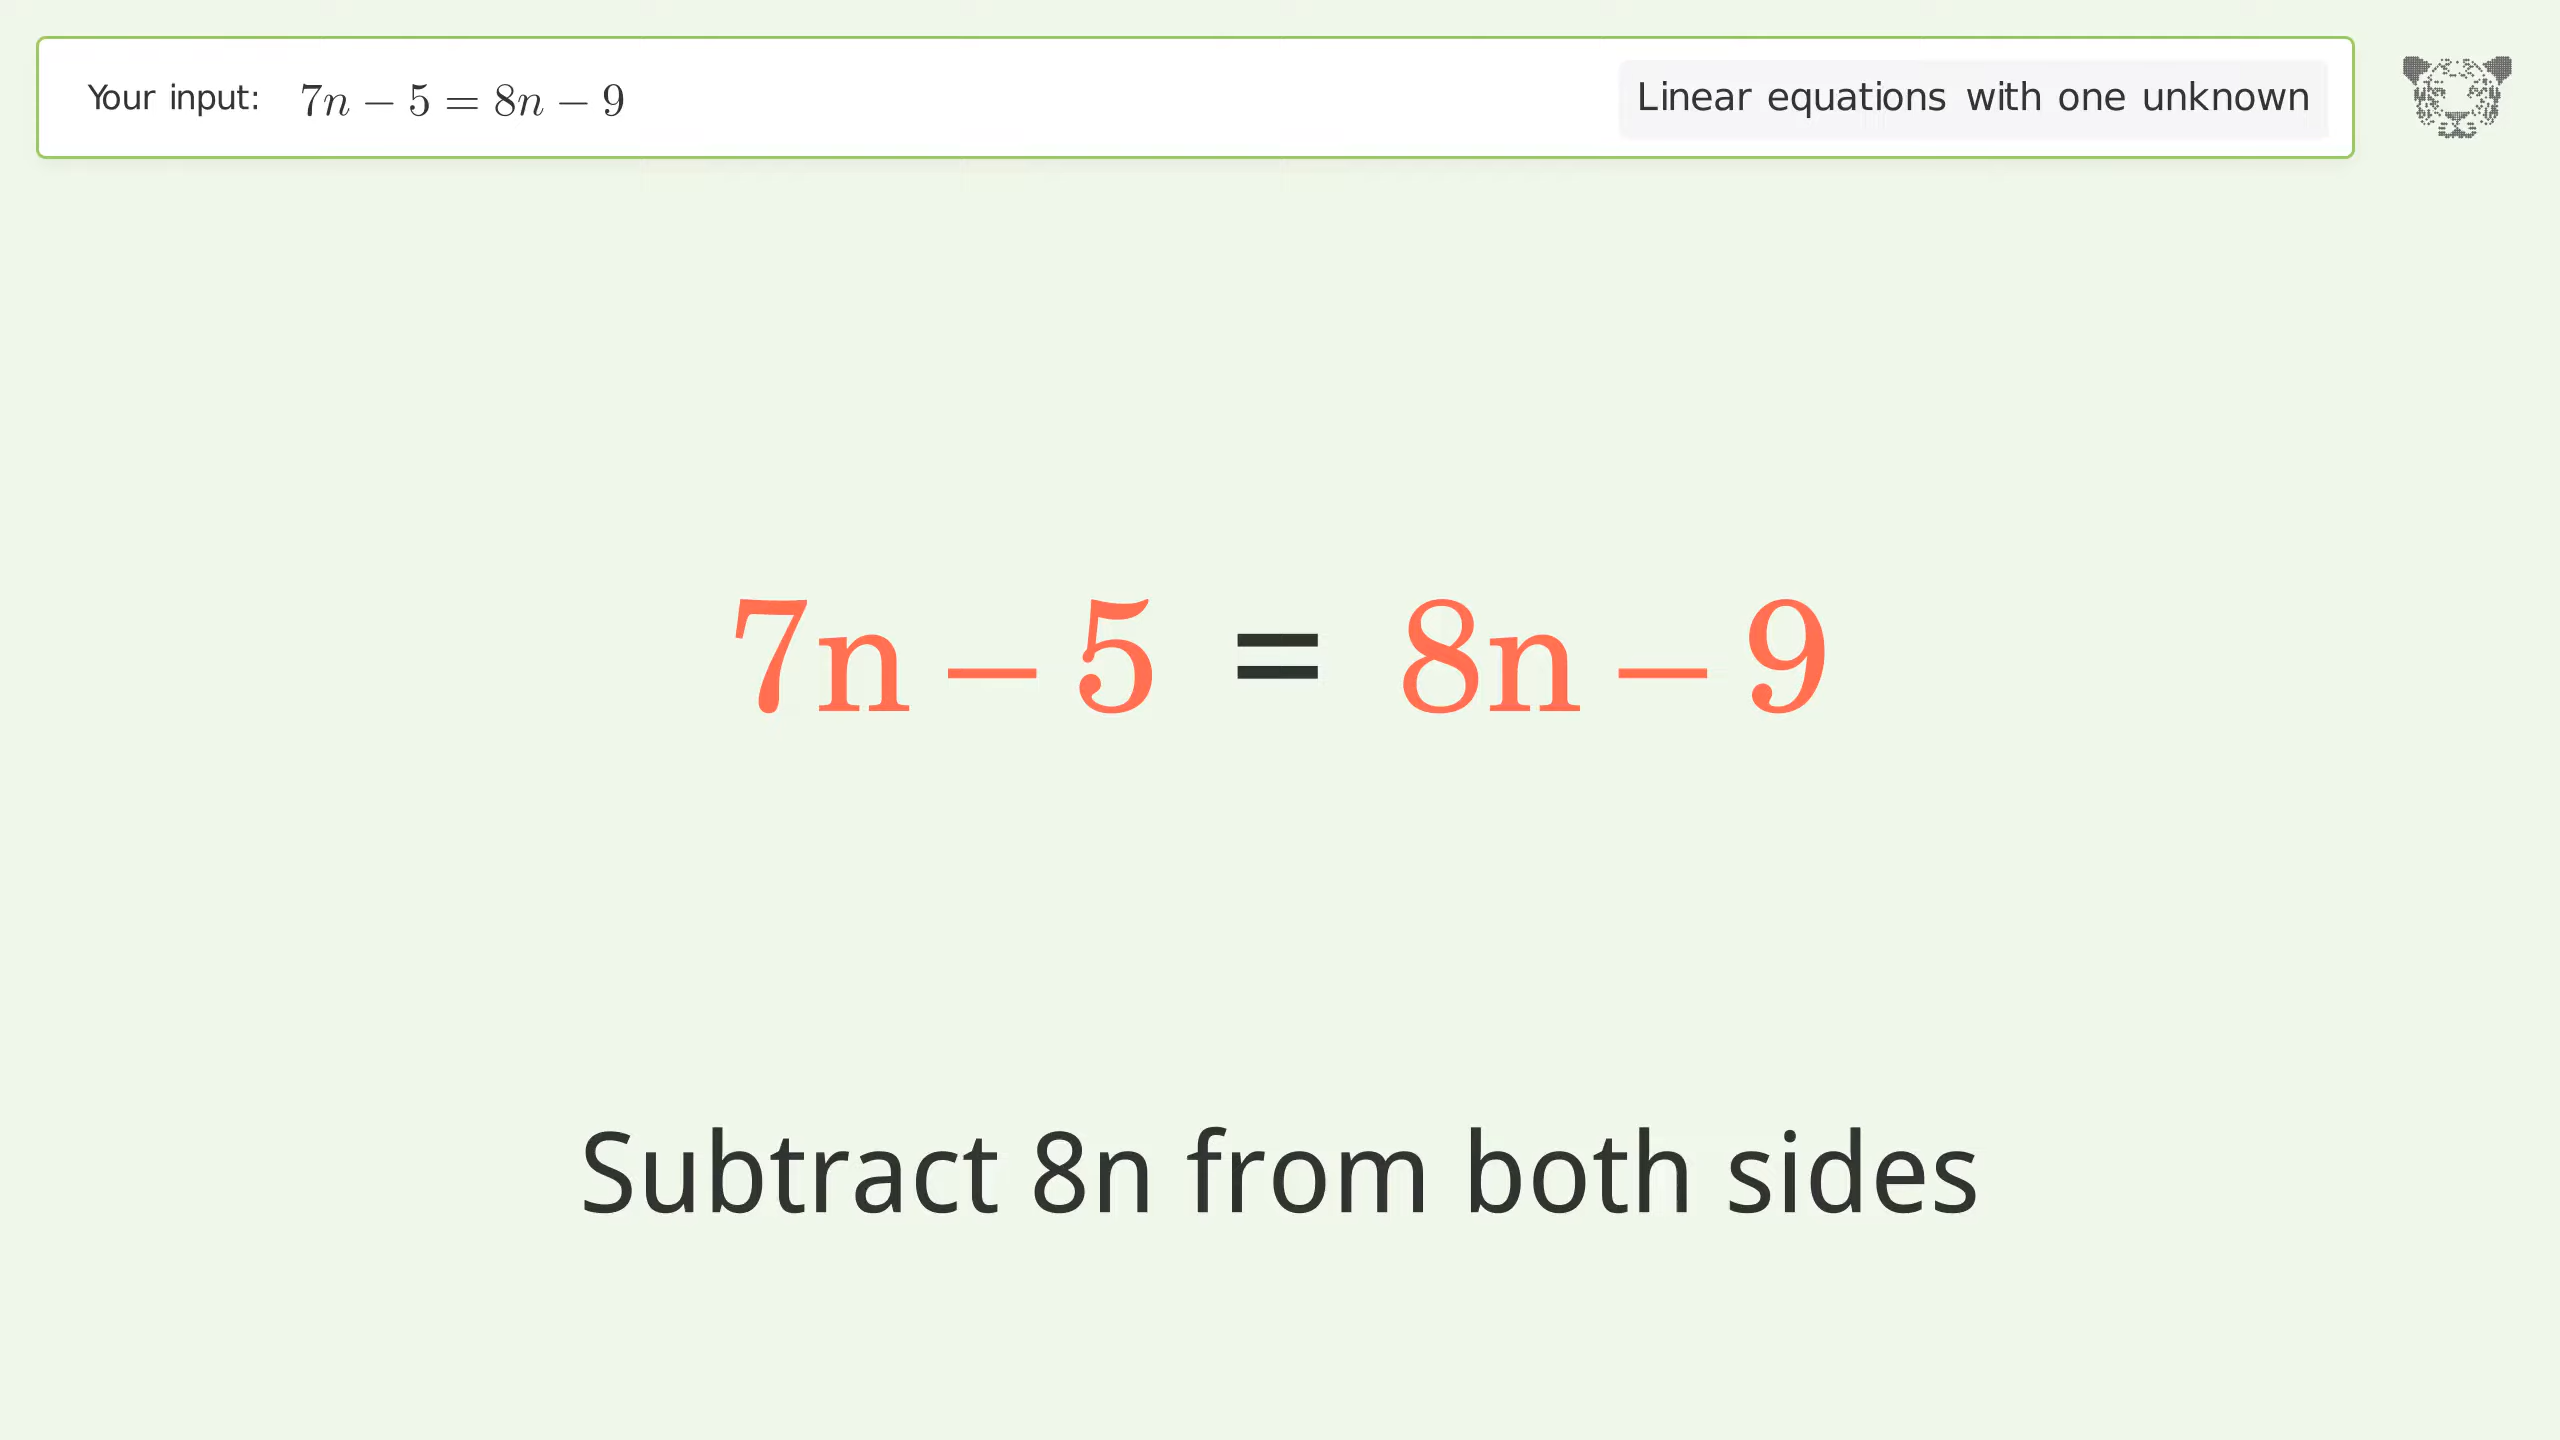 Your input: 7n − 5 = 8n − 9
Linear equations with one unknown
7n – 5 = 8n – 9
Subtract 8n from both sides